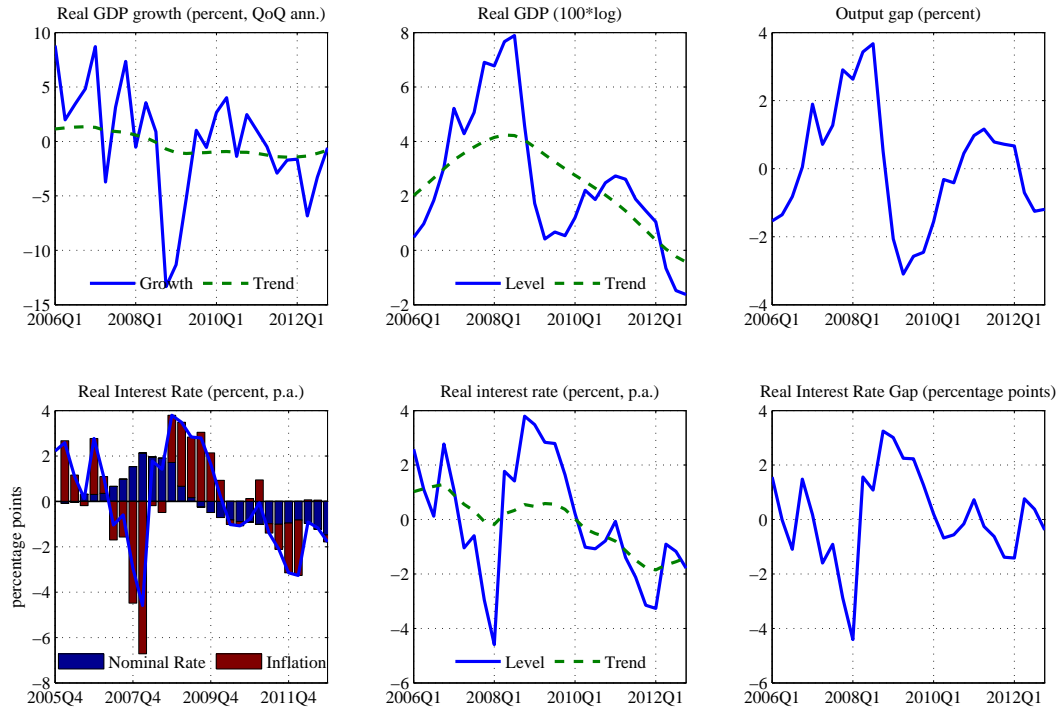 Real GDP growth (percent, QoQ ann.)
10
5
0
−5
−10
−15
Growth
Trend
2006Q1 2008Q1 2010Q1 2012Q1
Real GDP (100*log)
8
6
4
2
0
−2
Level
Trend
2006Q1 2008Q1 2010Q1 2012Q1
Output gap (percent)
4
2
0
−2
−4
2006Q1 2008Q1 2010Q1 2012Q1
Real Interest Rate (percent, p.a.)
percentage points
4
2
0
−2
−4
−6
−8
Nominal Rate
Inflation
2005Q4 2007Q4 2009Q4 2011Q4
Real interest rate (percent, p.a.)
4
2
0
−2
−4
−6
Level
Trend
2006Q1 2008Q1 2010Q1 2012Q1
Real Interest Rate Gap (percentage points)
4
2
0
−2
−4
−6
2006Q1 2008Q1 2010Q1 2012Q1